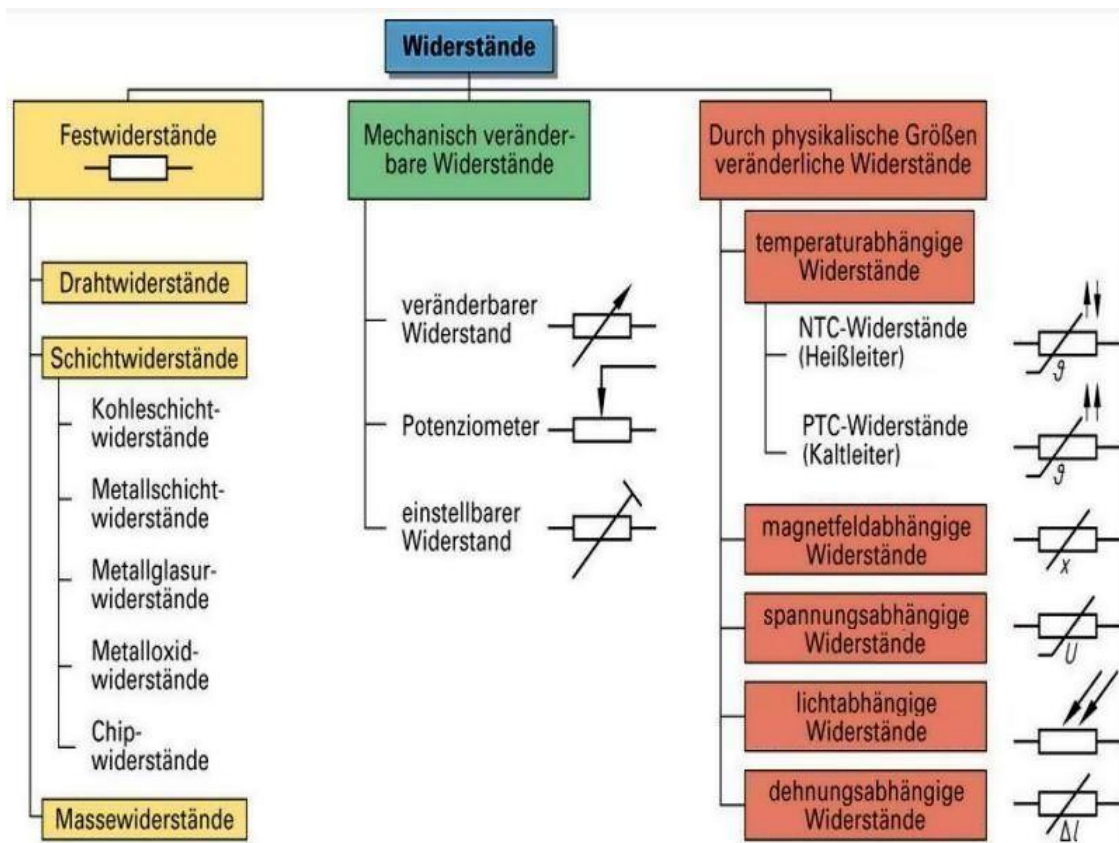 Widerstände
Festwiderstände
Drahtwiderstände
Schichtwiderstände
Kohleschicht-
widerstände
Metallschicht-
widerstände
Metallglasur-
widerstände
Metalloxid-
widerstände
Chip-
widerstände
Massewiderstände
Mechanisch veränder-
bare Widerstände
veränderbarer
Widerstand
Potenziometer
einstellbarer
Widerstand
Durch physikalische Größen
veränderliche Widerstände
temperaturabhängige
Widerstände
NTC-Widerstände
(Heißleiter)
ϑ
PTC-Widerstände
(Kaltleiter)
ϑ
magnetfeldabhängige
Widerstände
x
spannungsabhängige
Widerstände
U
lichtabhängige
Widerstände
dehnungsabhängige
Widerstände
Δl